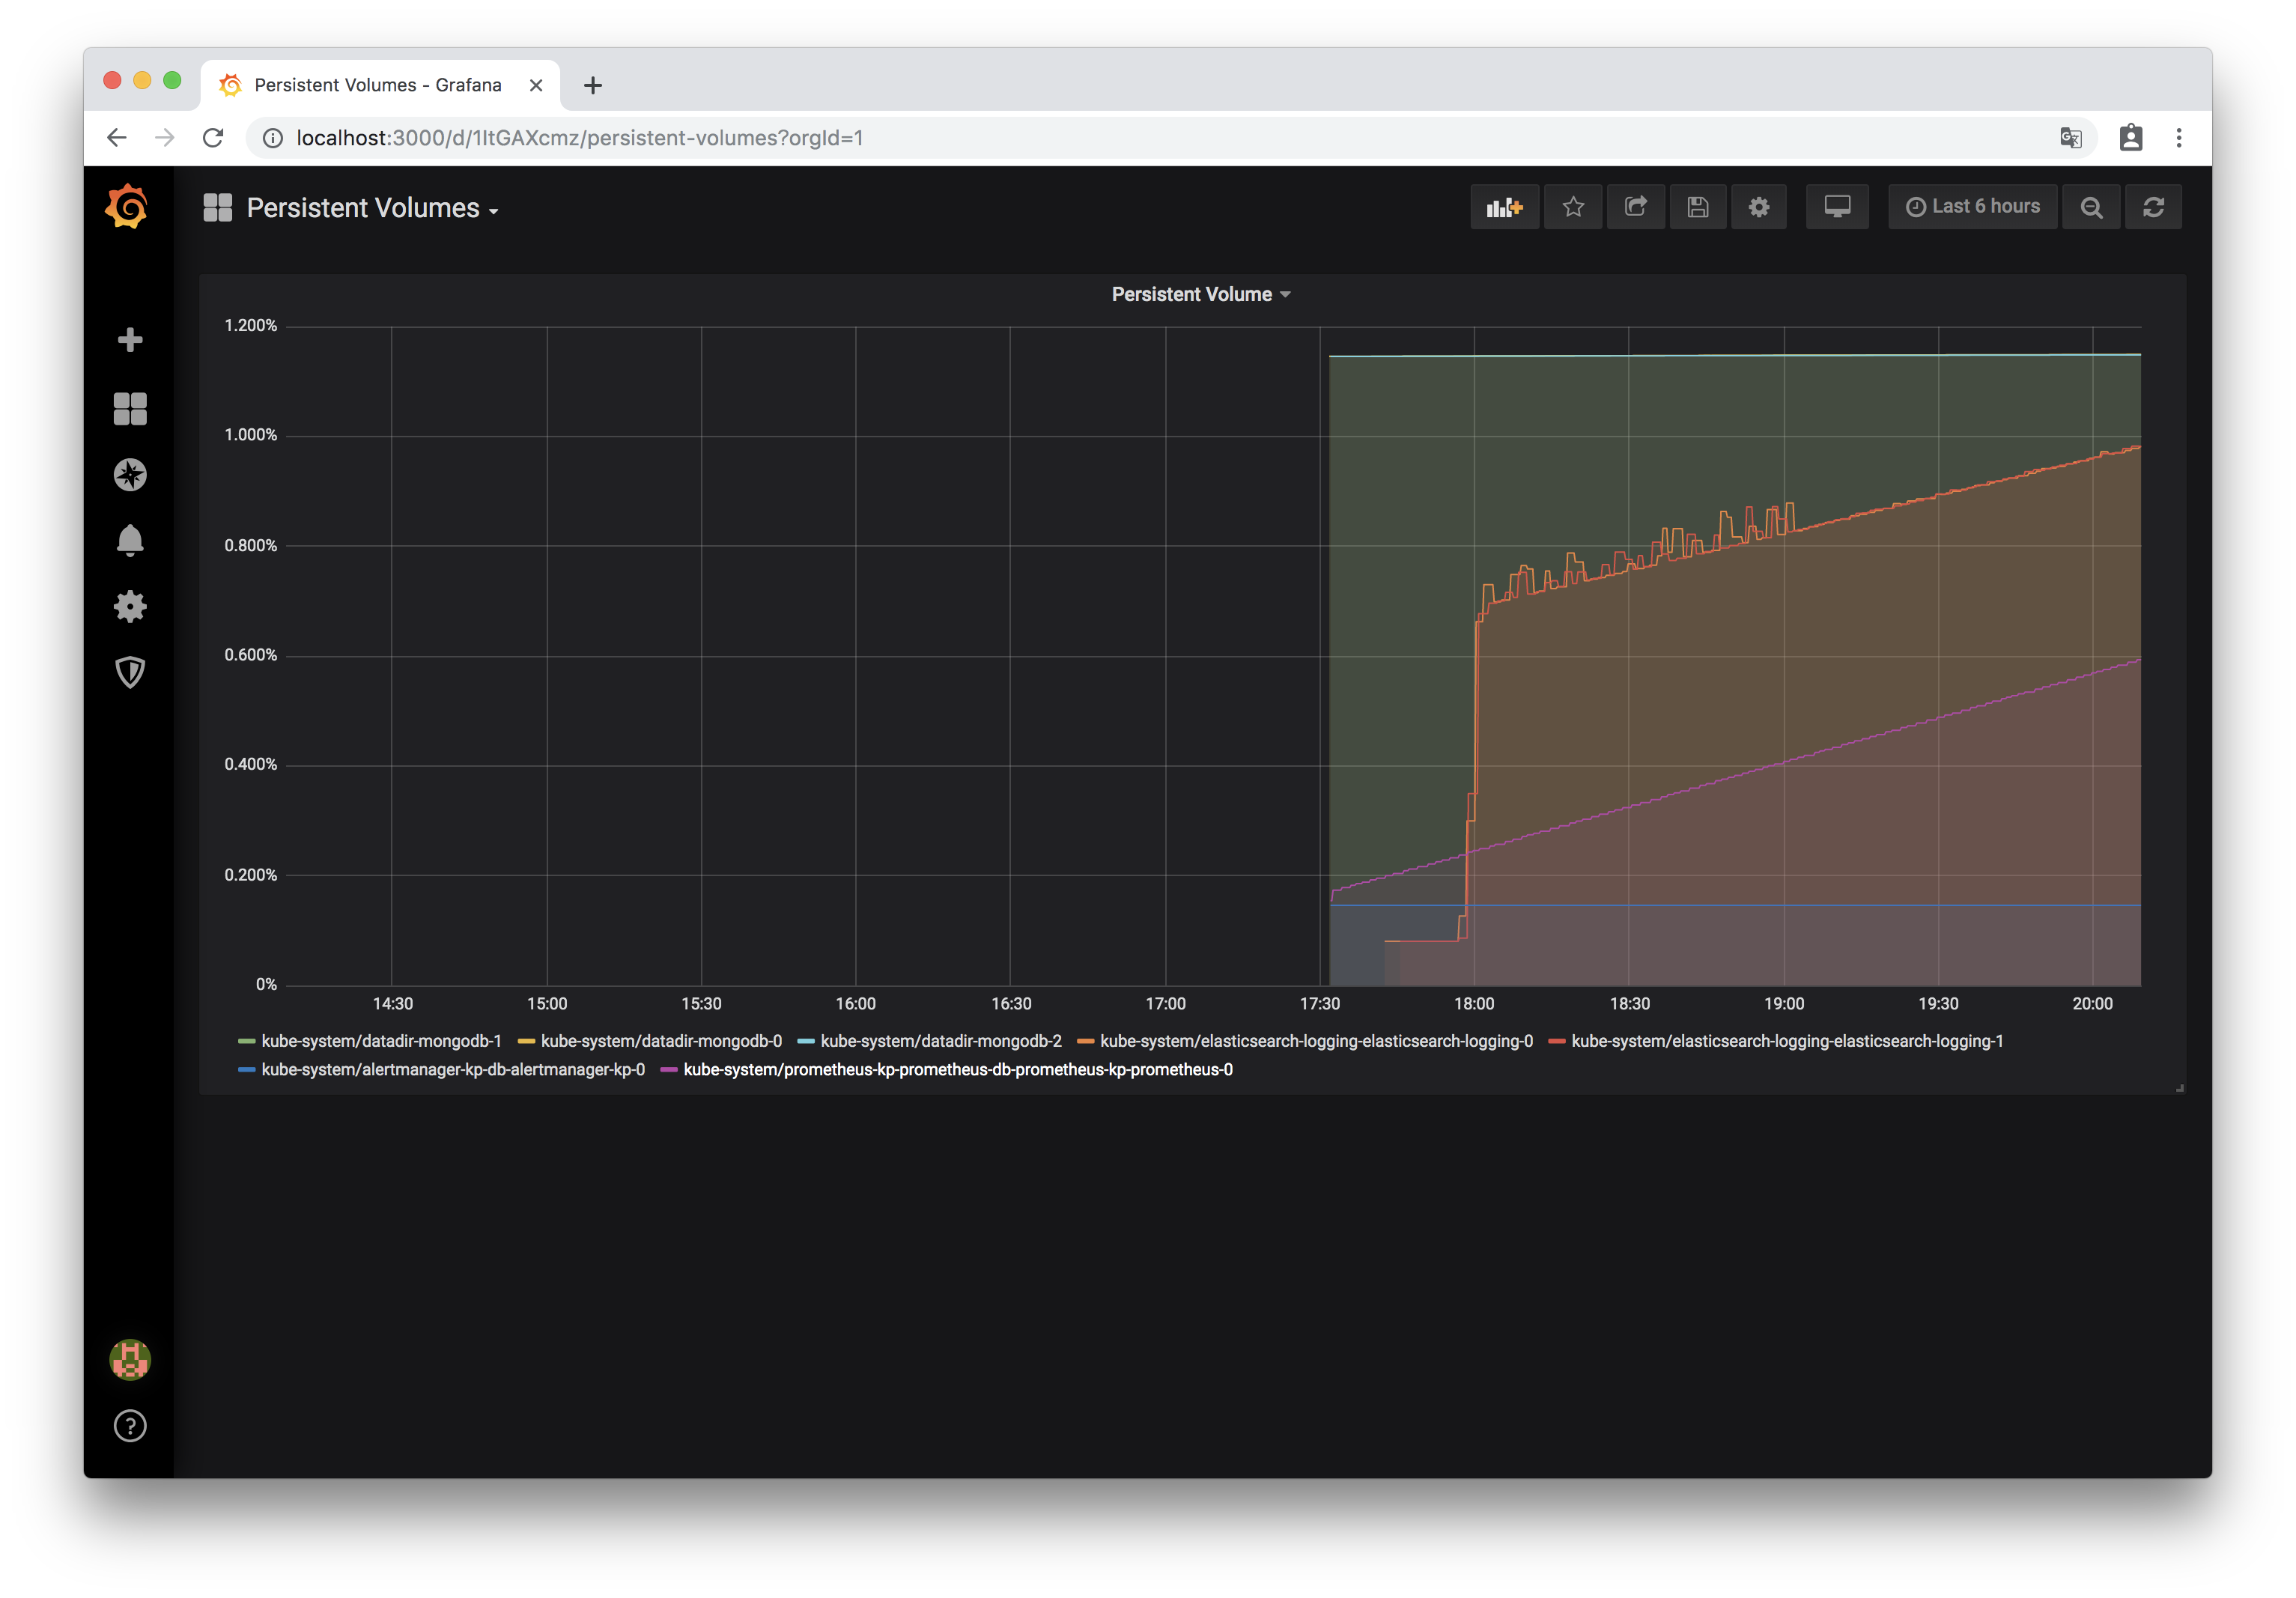 Persistent Volumes - Grafana
localhost:3000/d/1ItGAXcmz/persistent-volumes?orgId=1
Persistent Volumes
Last 6 hours
Persistent Volume
1.200%
1.000%
0.800%
0.600%
0.400%
0.200%
0%
14:30 15:00 15:30 16:00 16:30 17:00 17:30 18:00 18:30 19:00 19:30 20:00
kube-system/datadir-mongodb-1 kube-system/datadir-mongodb-0 kube-system/datadir-mongodb-2 kube-system/elasticsearch-logging-elasticsearch-logging-0 kube-system/elasticsearch-logging-elasticsearch-logging-1
kube-system/alertmanager-kp-db-alertmanager-kp-0 kube-system/prometheus-kp-prometheus-db-prometheus-kp-prometheus-0